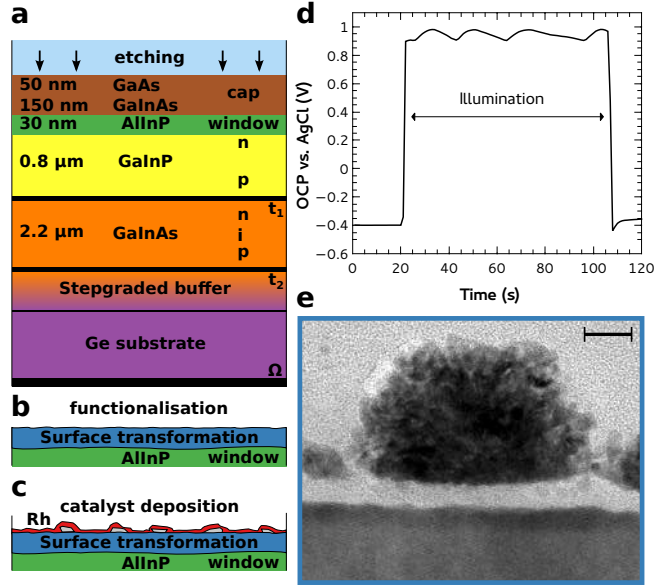 a
etching
50 nm GaAs
150 nm GaInAs
cap
30 nm AlInP window
n
0.8 μm GaInP
p
t1
n
2.2 μm GaInAs i
p
t2
Stepgraded buffer
Ge substrate
Ω
b
functionalisation
Surface transformation
AlInP window
c
catalyst deposition
Rh
Surface transformation
AlInP window
d
OCP vs. AgCl (V)
1
0.8
0.6
0.4
0.2
0
−0.2
−0.4
−0.6
Illumination
0 20 40 60 80 100 120
Time (s)
e